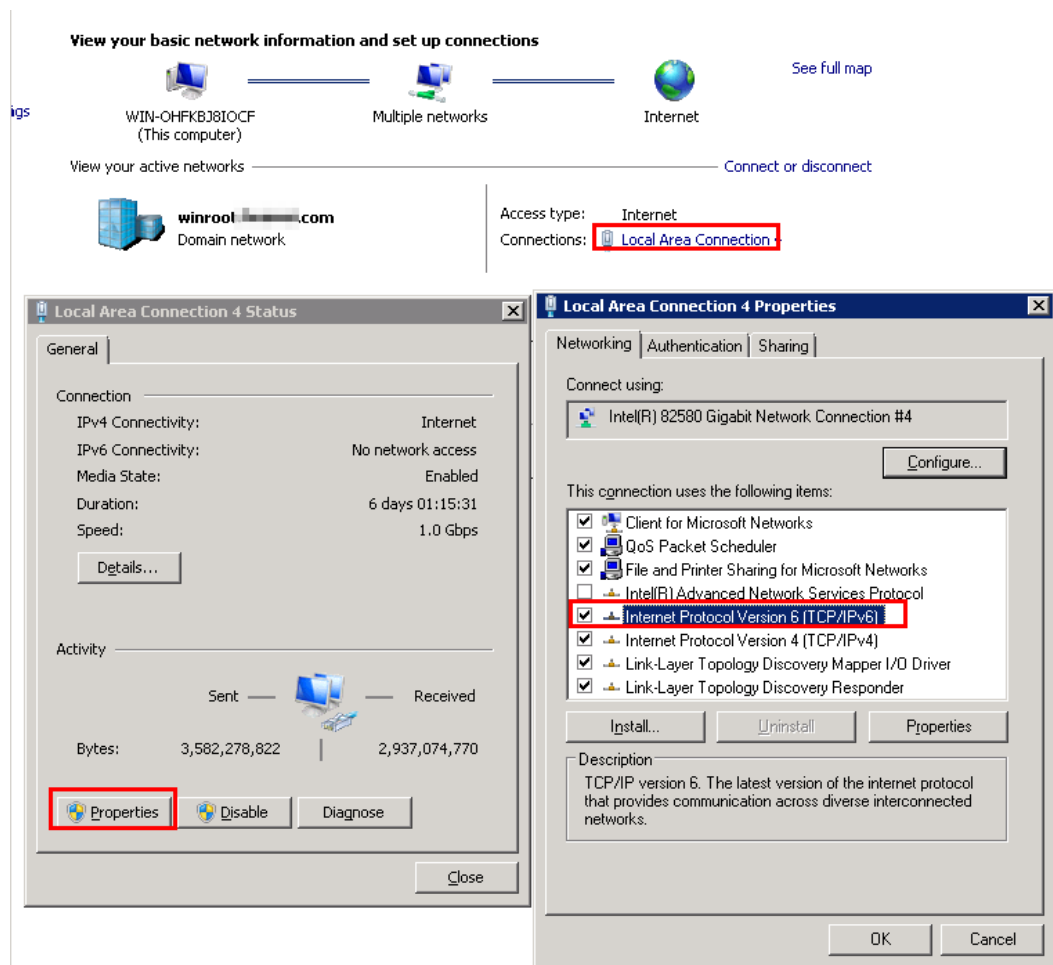 View your basic network information and set up connections
See full map
igs
WIN-OHFKBJ8IOCF
(This computer)
Multiple networks
Internet
View your active networks
Connect or disconnect
winroot .com
Domain network
Access type: Internet
Connections: Local Area Connection 4
Local Area Connection 4 Status
General
Connection
IPv4 Connectivity: Internet
IPv6 Connectivity: No network access
Media State: Enabled
Duration: 6 days 01:15:31
Speed: 1.0 Gbps
Details...
Activity
Sent Received
Bytes: 3,582,278,822 2,937,074,770
Properties Disable Diagnose
Close
Local Area Connection 4 Properties
Networking Authentication Sharing
Connect using:
Intel(R) 82580 Gigabit Network Connection #4
Configure...
This connection uses the following items:
Client for Microsoft Networks
QoS Packet Scheduler
File and Printer Sharing for Microsoft Networks
Intel(R) Advanced Network Services Protocol
Internet Protocol Version 6 (TCP/IPv6)
Internet Protocol Version 4 (TCP/IPv4)
Link-Layer Topology Discovery Mapper I/O Driver
Link-Layer Topology Discovery Responder
Install... Uninstall Properties
Description
TCP/IP version 6. The latest version of the internet protocol
that provides communication across diverse interconnected
networks.
OK Cancel